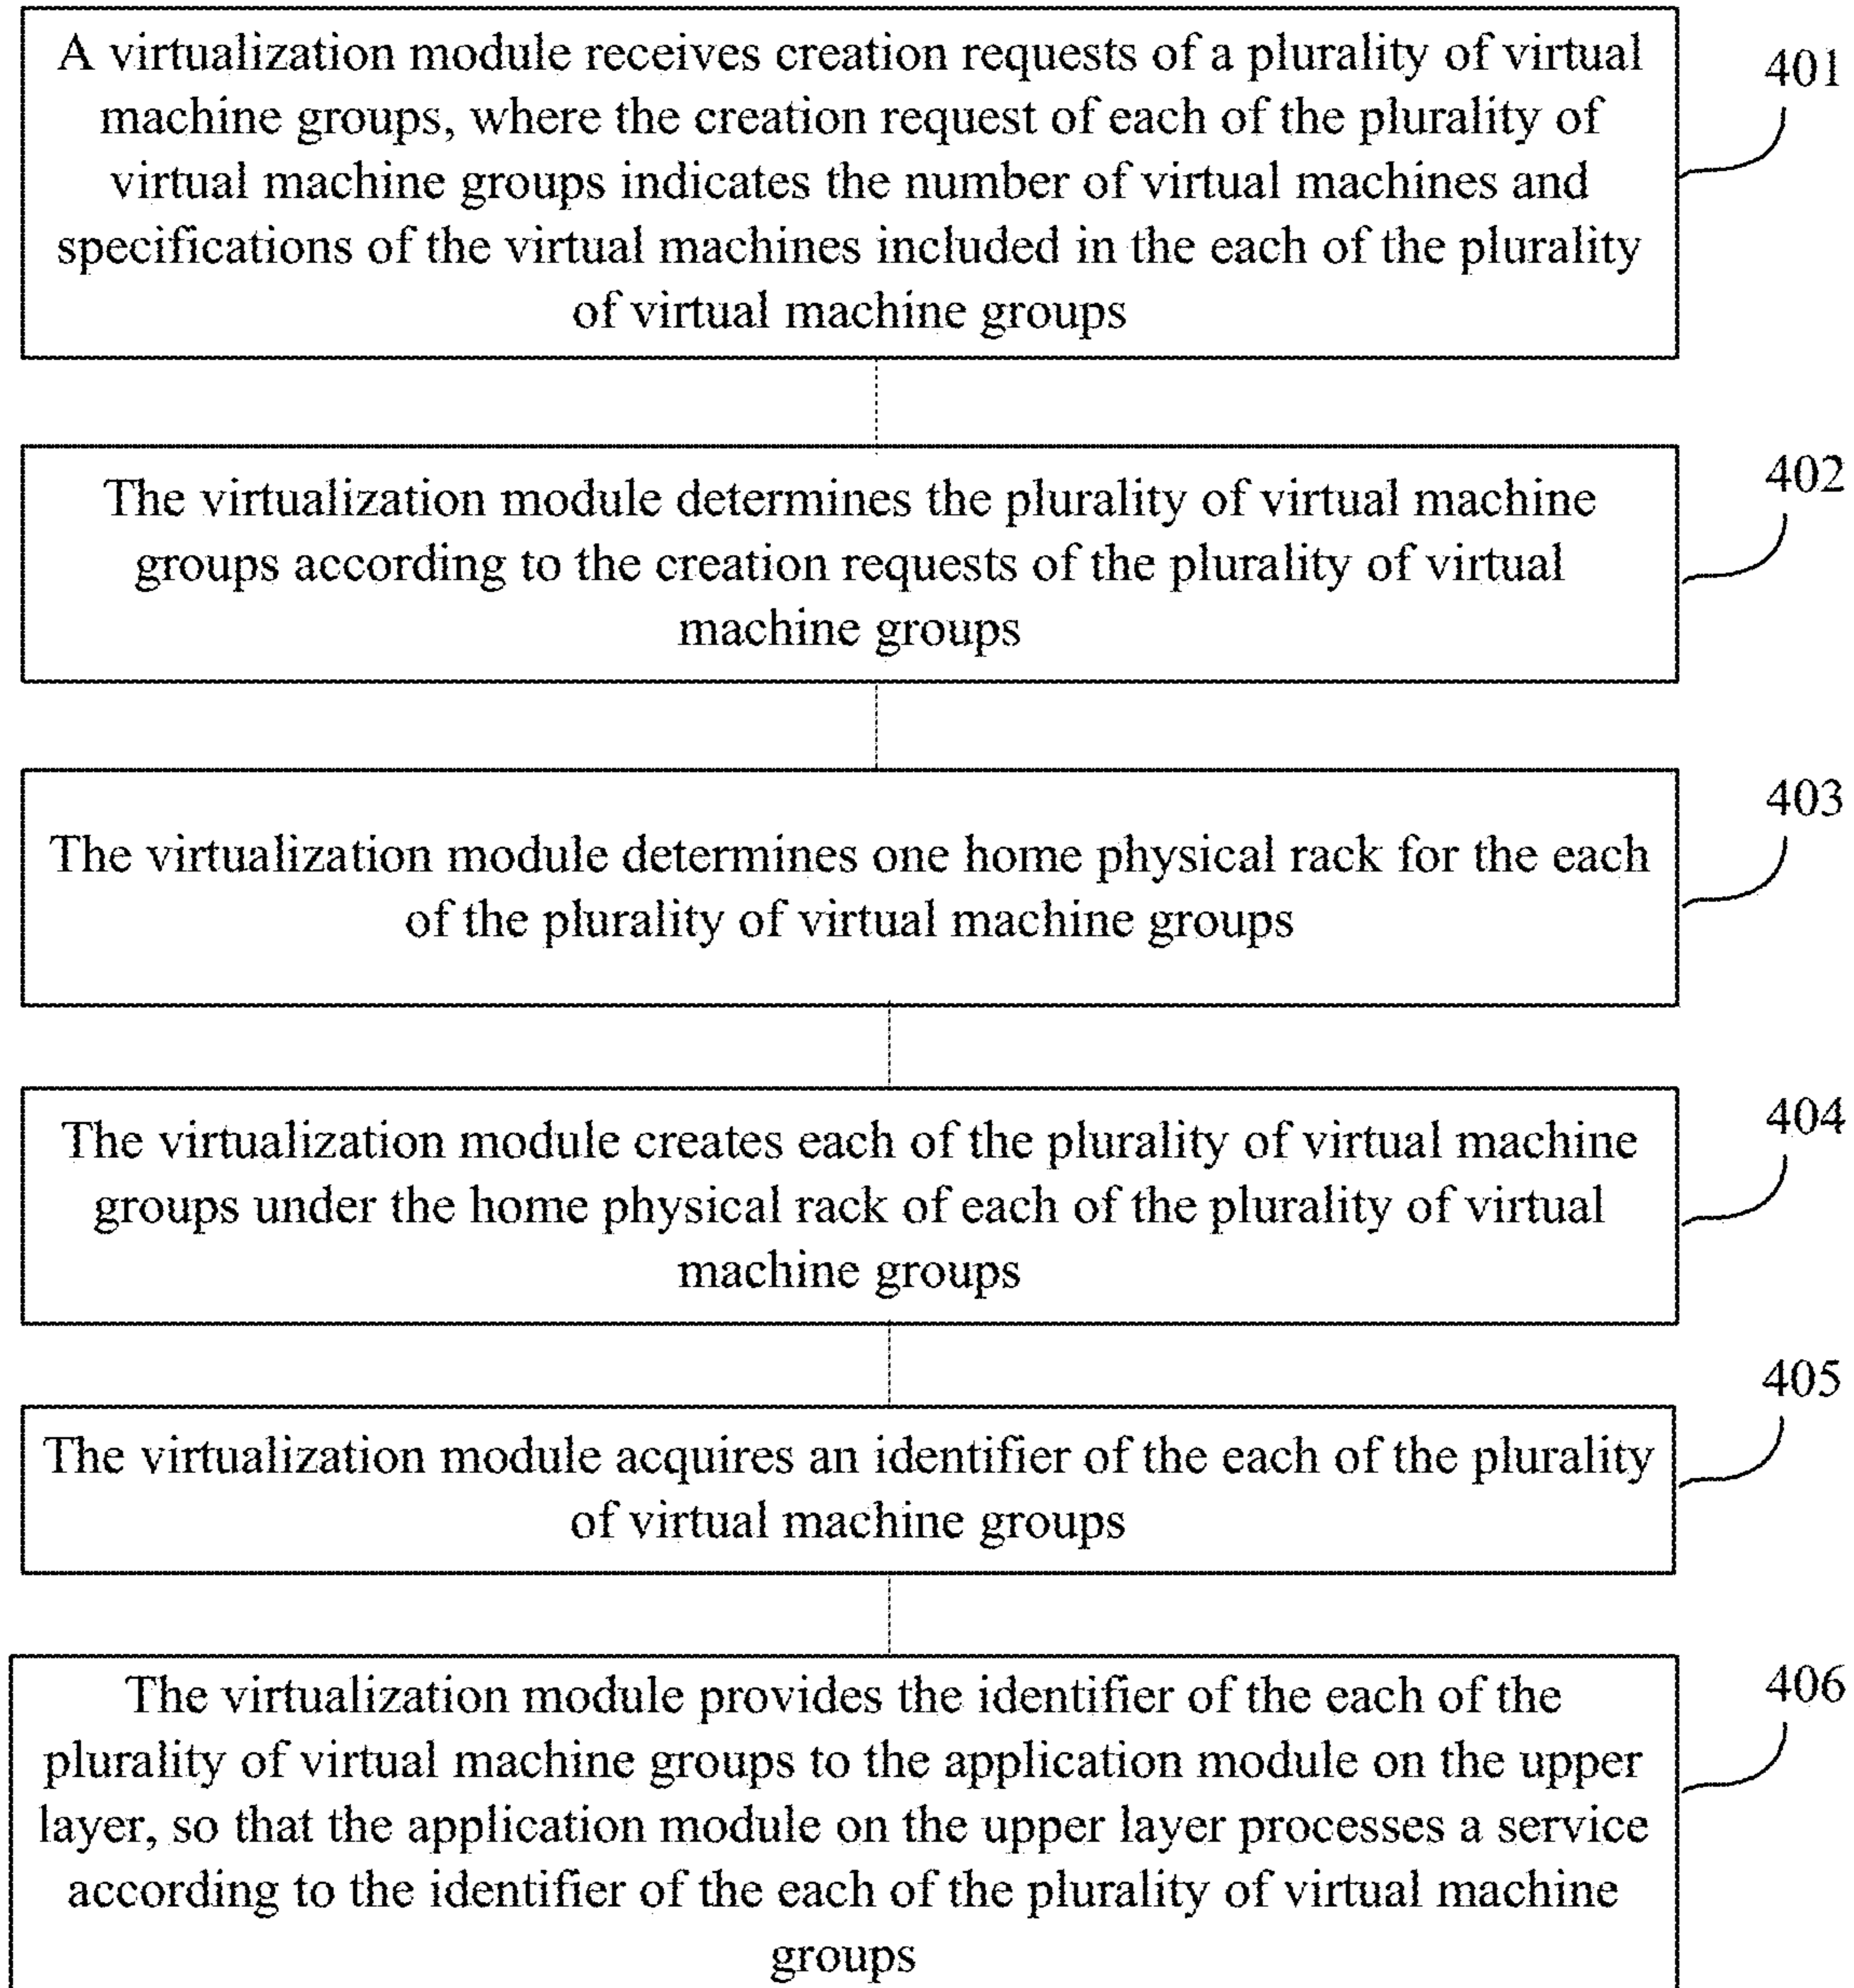 A virtualization module receives creation requests of a plurality of virtual
machine groups, where the creation request of each of the plurality of
virtual machine groups indicates the number of virtual machines and
specifications of the virtual machines included in the each of the plurality
of virtual machine groups
401
The virtualization module determines the plurality of virtual machine
groups according to the creation requests of the plurality of virtual
machine groups
402
The virtualization module determines one home physical rack for the each
of the plurality of virtual machine groups
403
The virtualization module creates each of the plurality of virtual machine
groups under the home physical rack of each of the plurality of virtual
machine groups
404
The virtualization module acquires an identifier of the each of the plurality
of virtual machine groups
405
The virtualization module provides the identifier of the each of the
plurality of virtual machine groups to the application module on the upper
layer, so that the application module on the upper layer processes a service
according to the identifier of the each of the plurality of virtual machine
groups
406